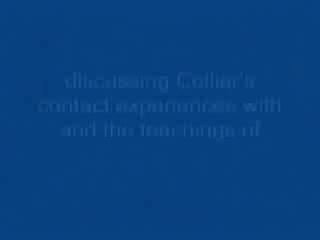 discussing Collier's
contact experiences with
and the teachings of